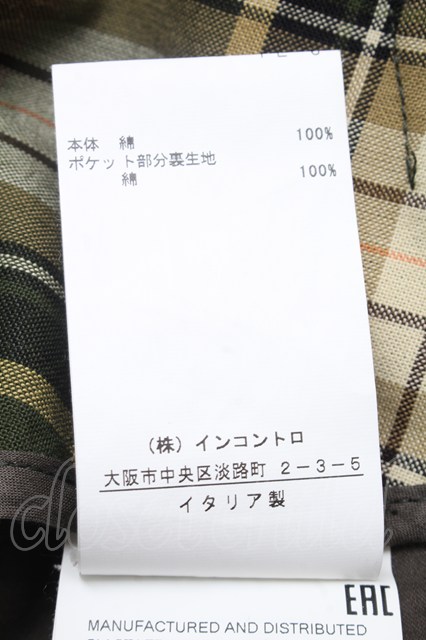 本体 綿 100%
ポケット部分裏生地
綿 100%
(株) インコントロ
大阪市中央区淡路町 2-3-5
イタリア製
EAC
MANUFACTURED AND DISTRIBUTED